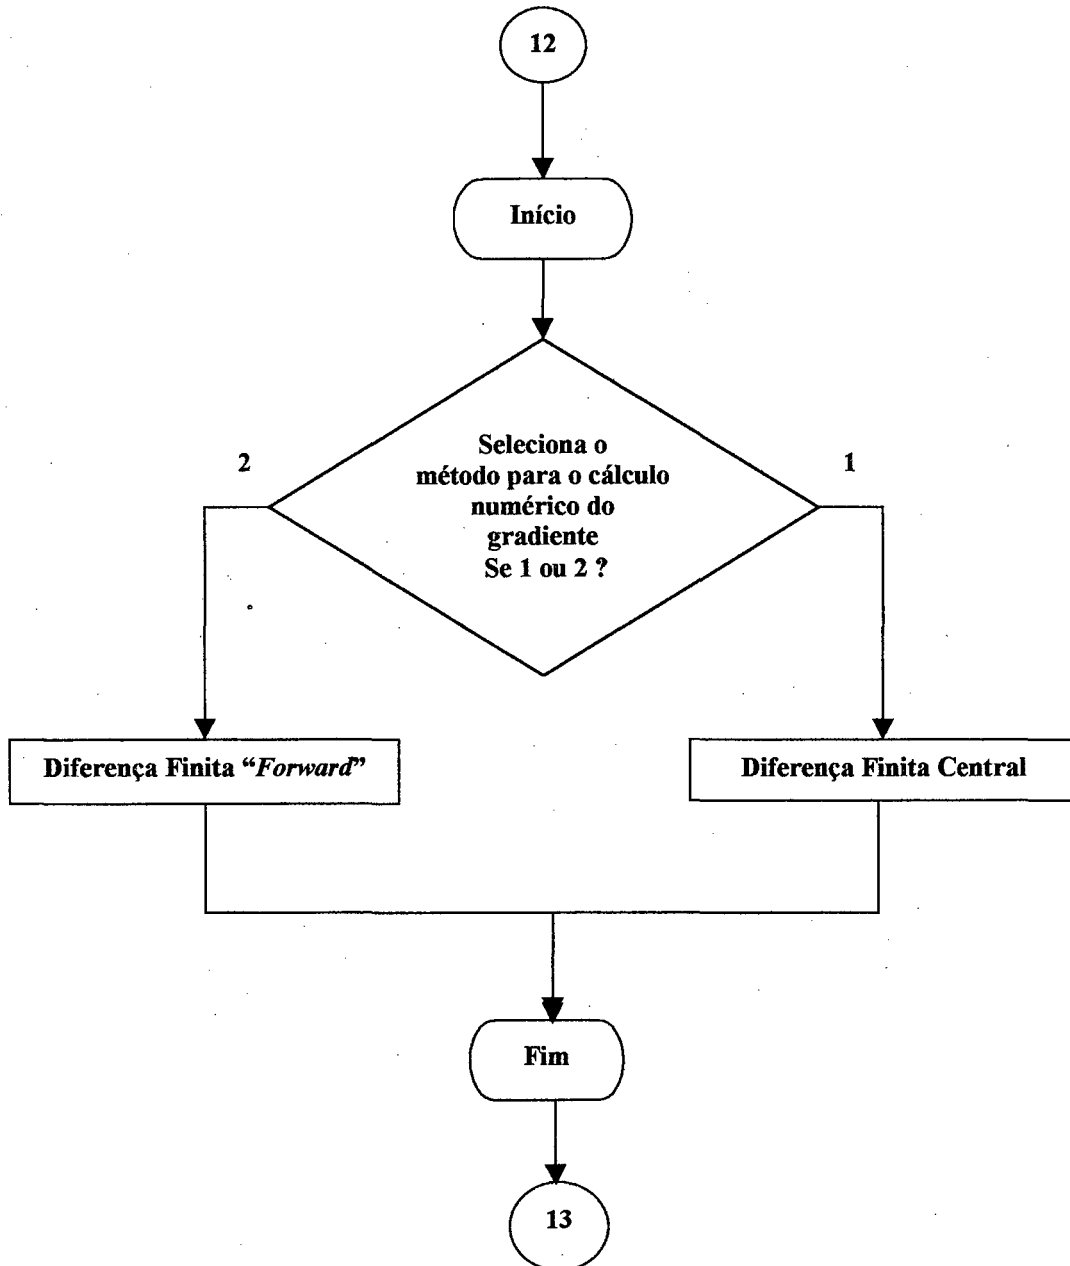 12
Início
Seleciona o
método para o cálculo
numérico do
gradiente
Se 1 ou 2 ?
2
1
Diferença Finita “Forward”
Diferença Finita Central
Fim
13